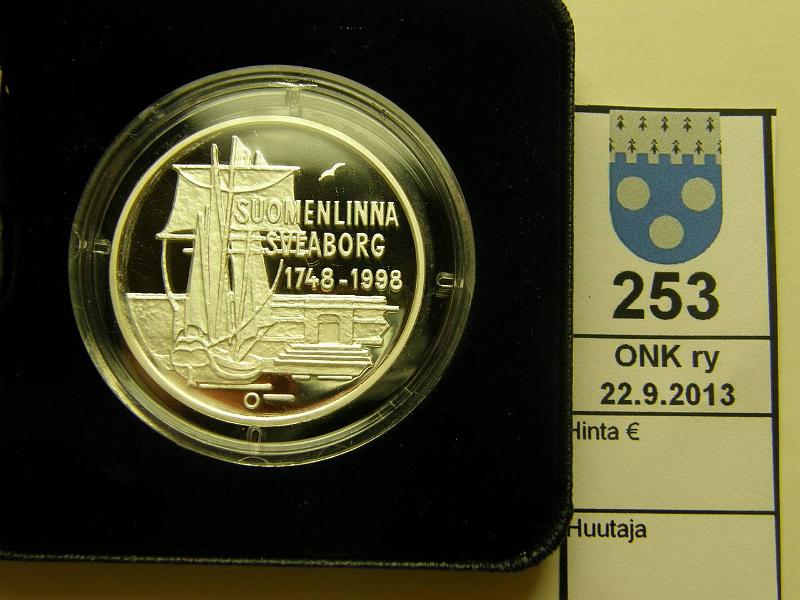 SUOMENLINNA
SVEABORG
1748-1998
253
ONK ry
22.9.2013
Hinta €
Huutaja